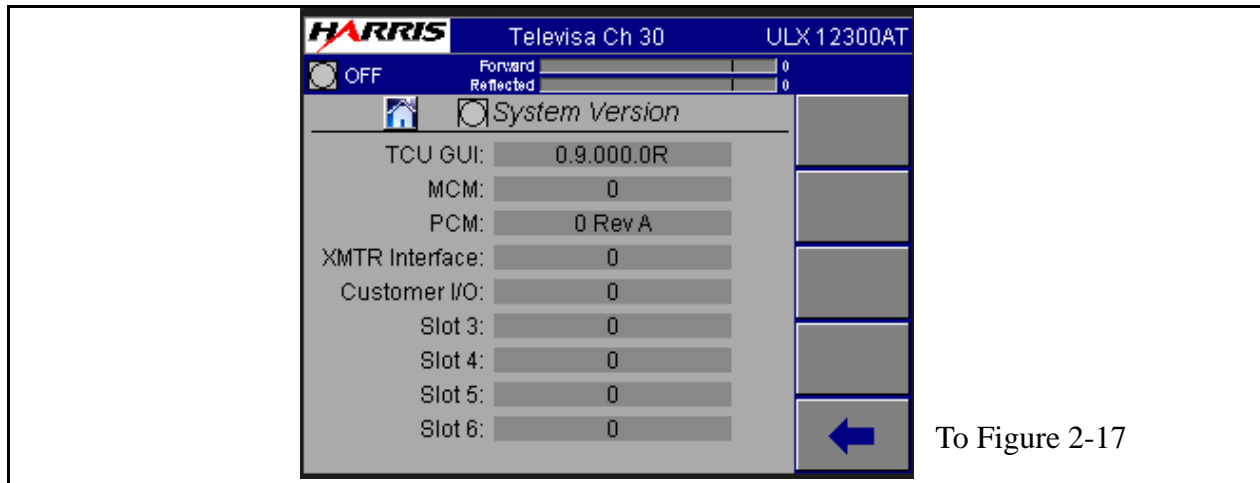 HARRIS Televisa Ch 30 ULX 12300AT
OFF Forward 0
Reflected 0
System Version
TCU GUI: 0.9.000.0R
MCM: 0
PCM: 0 Rev A
XMTR Interface: 0
Customer I/O: 0
Slot 3: 0
Slot 4: 0
Slot 5: 0
Slot 6: 0
To Figure 2-17